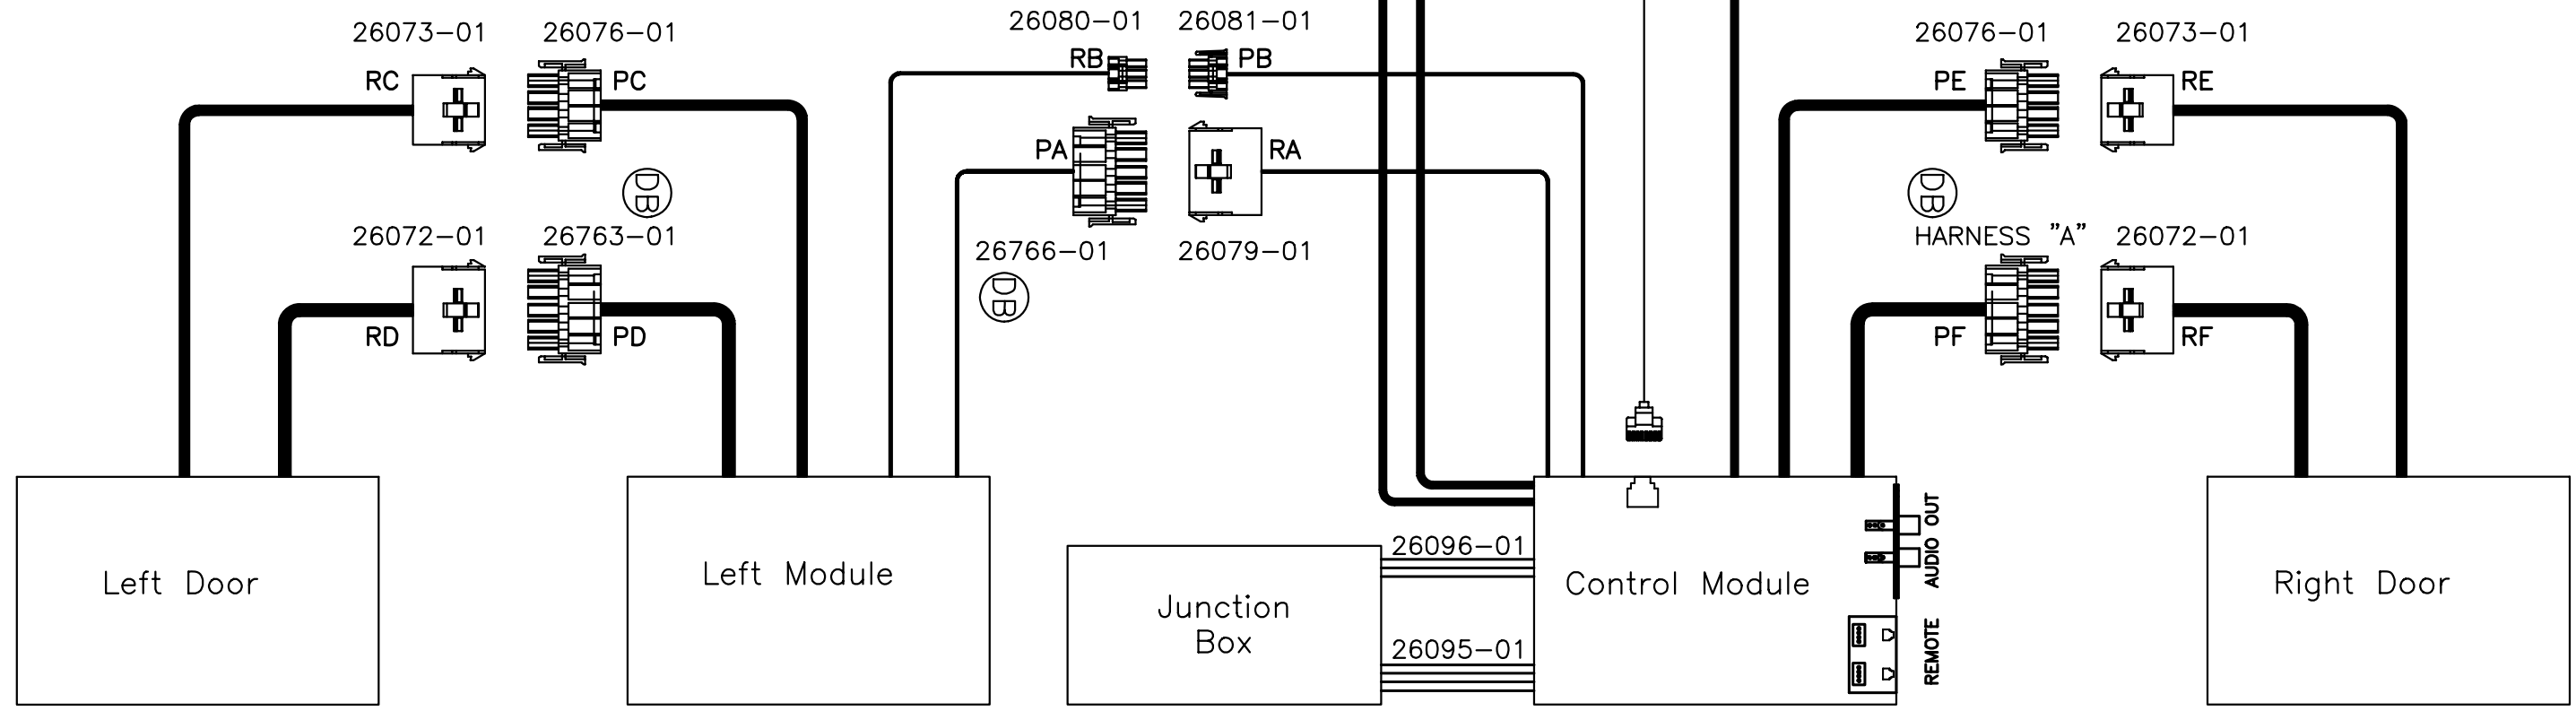 26073-01 26076-01
RC PC
DB
26072-01 26763-01
RD PD
26080-01 26081-01
RB PB
PA RA
26766-01 26079-01
DB
26076-01 26073-01
PE RE
DB
HARNESS "A" 26072-01
PF RF
Left Door
Left Module
Junction
Box
26096-01
26095-01
Control Module
AUDIO OUT
REMOTE
Right Door